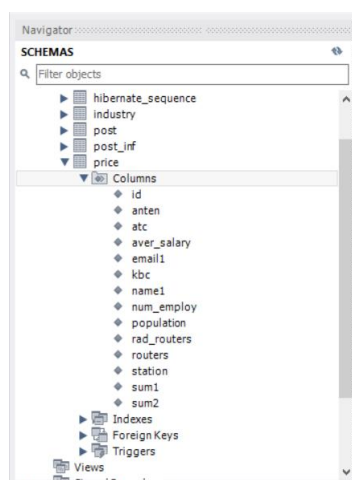 Navigator
SCHEMAS
Filter objects
hibernate_sequence
industry
post
post_inf
price
Columns
id
anten
atc
aver_salary
email1
kbc
name1
num_employ
population
rad_routers
routers
station
sum1
sum2
Indexes
Foreign Keys
Triggers
Views